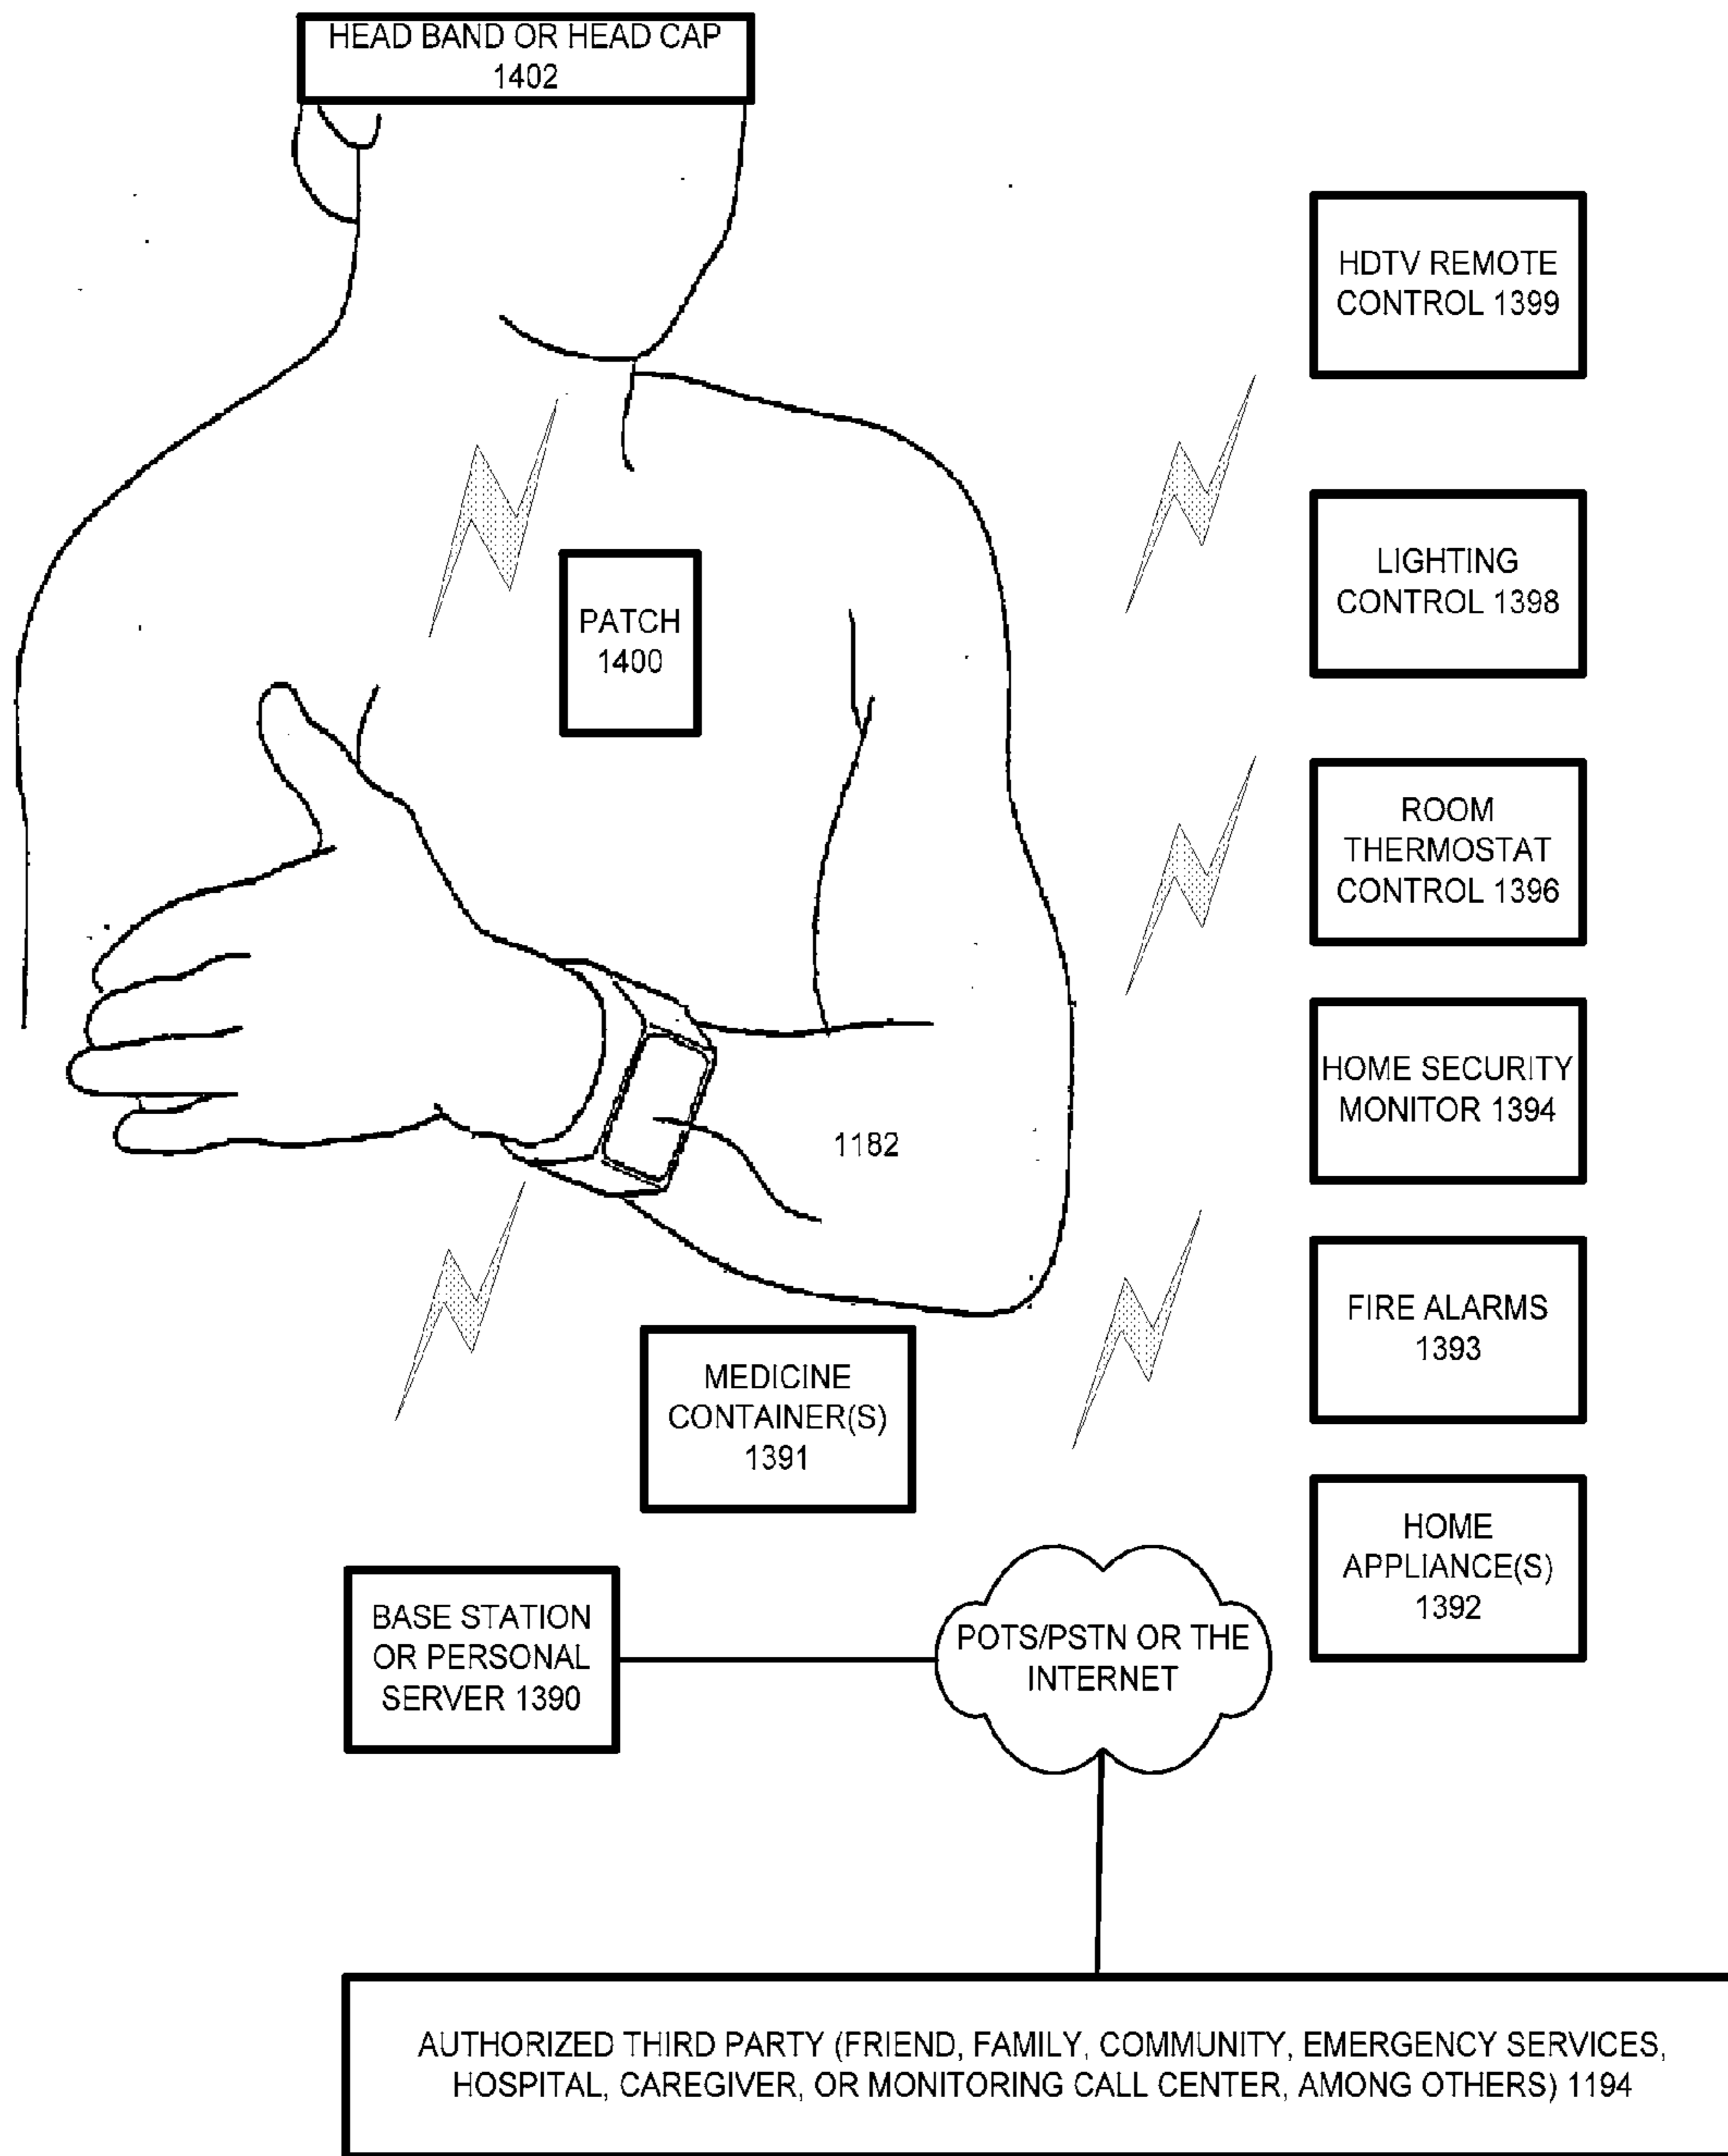 HEAD BAND OR HEAD CAP
1402
HDTV REMOTE
CONTROL 1399
LIGHTING
CONTROL 1398
PATCH
1400
ROOM
THERMOSTAT
CONTROL 1396
HOME SECURITY
MONITOR 1394
1182
FIRE ALARMS
1393
MEDICINE
CONTAINER(S)
1391
HOME
APPLIANCE(S)
1392
BASE STATION
OR PERSONAL
SERVER 1390
POTS/PSTN OR THE
INTERNET
AUTHORIZED THIRD PARTY (FRIEND, FAMILY, COMMUNITY, EMERGENCY SERVICES,
HOSPITAL, CAREGIVER, OR MONITORING CALL CENTER, AMONG OTHERS) 1194